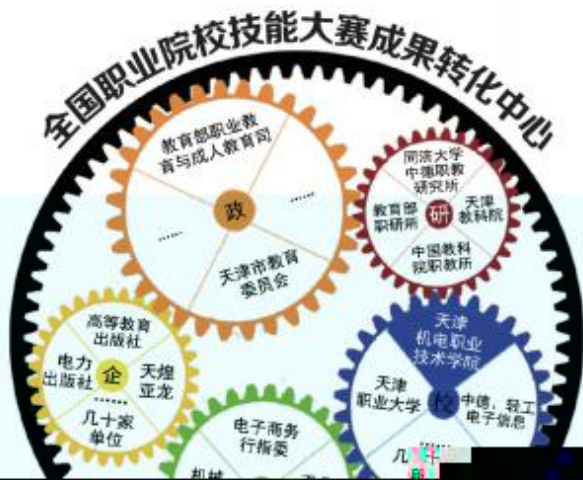 全国职业院校技能大赛成果转化中心
教育部职业教
育与成人教育司
……
政
……
天津市教育
委员会
同济大学
中德职教
研究所
教育部
职研所
研
天津
教科院
中国教科
院职教所
高等教育
出版社
电力
出版社
企
天煌
亚龙
……
几十家
单位
天津
机电职业
技术学院
天津
职业大学
校
中德,轻工
电子信息
……
电子商务
行指委
机械